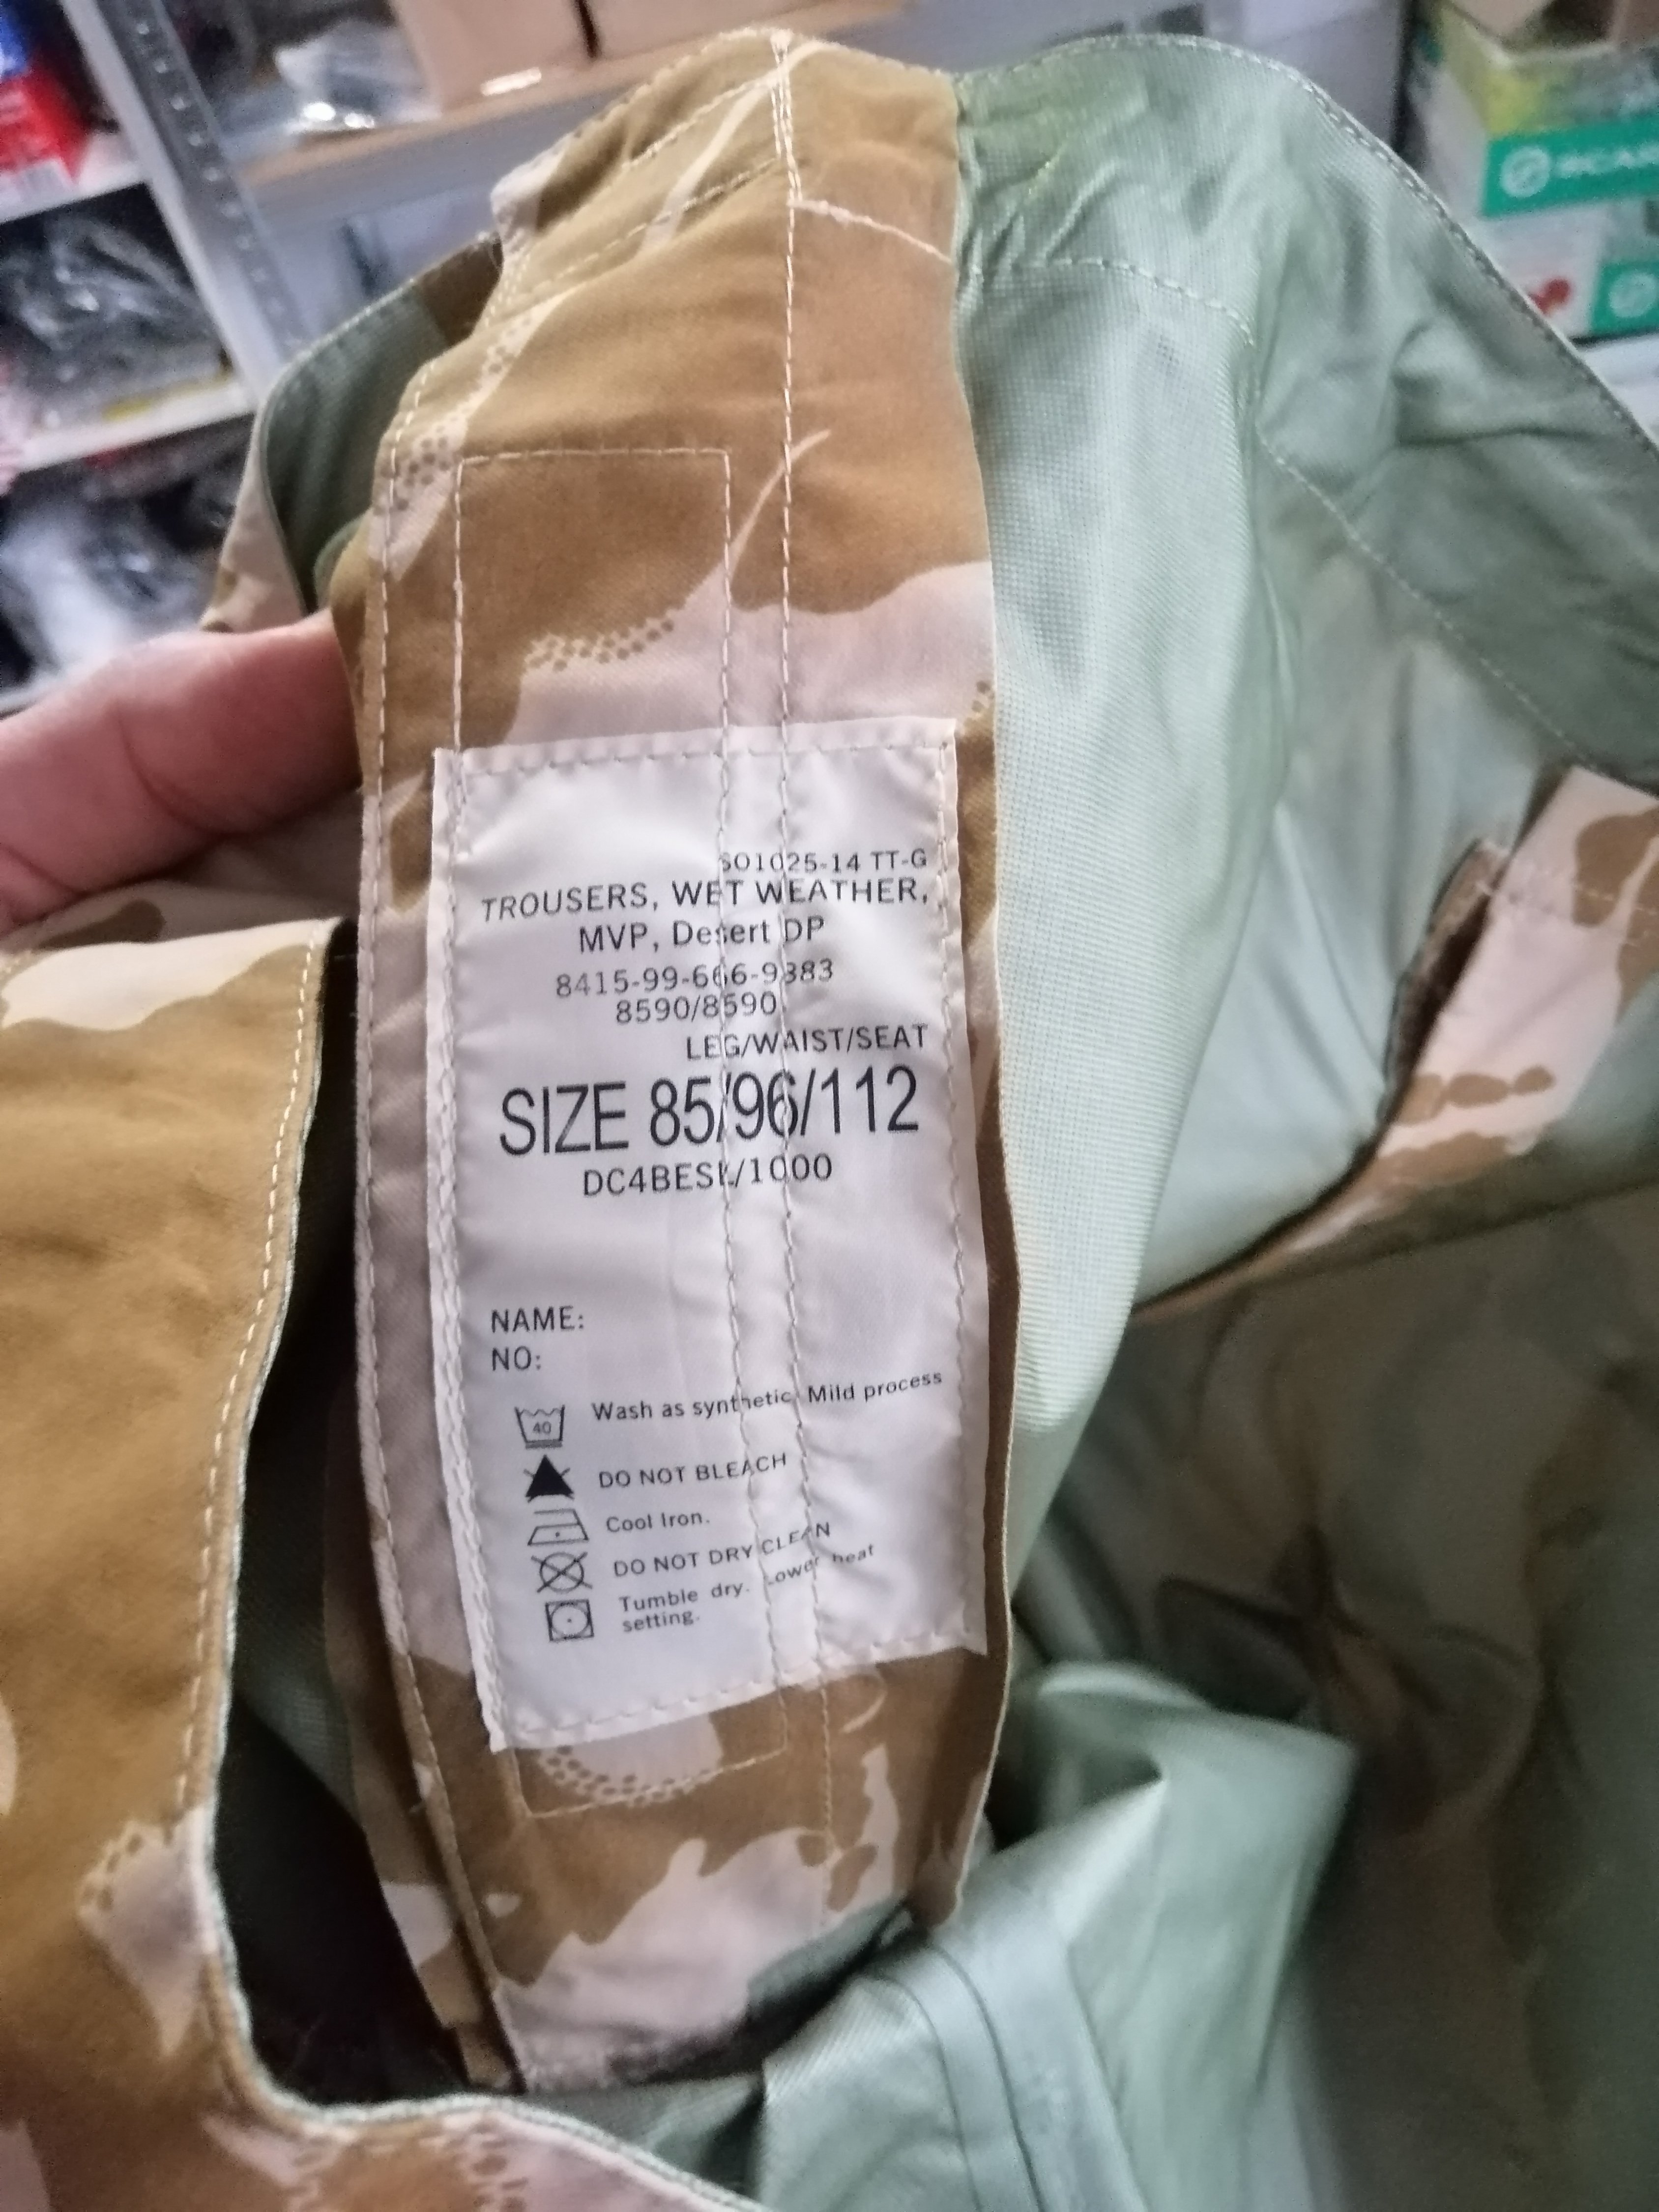 SO1025-14 TT-G
TROUSERS, WET WEATHER,
MVP, Desert DP
8415-99-666-9383
8590/8590
LEG/WAIST/SEAT
SIZE 85/96/112
DC4BESL/1000
NAME:
NO:
40
Wash as synthetic. Mild process
DO NOT BLEACH
Cool Iron.
DO NOT DRY CLEAN
Tumble dry. Lower heat
setting.